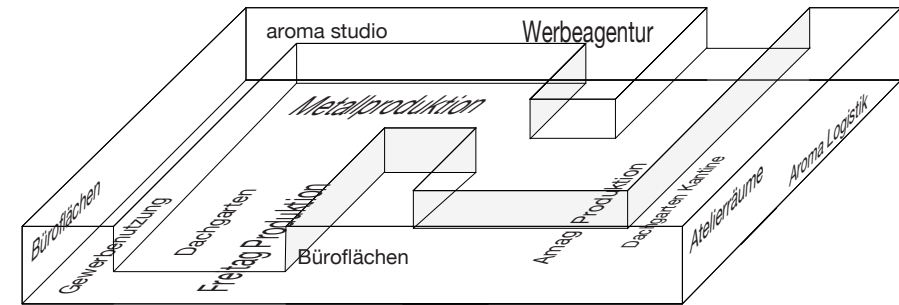 aroma studio
Werbeagentur
Metallproduktion
Büroflächen
Gewerbenutzung
Dachgarten
Freitag Produktion
Büroflächen
Amag Produktion
Dachgarten Kantine
Atelierräume
Aroma Logistik